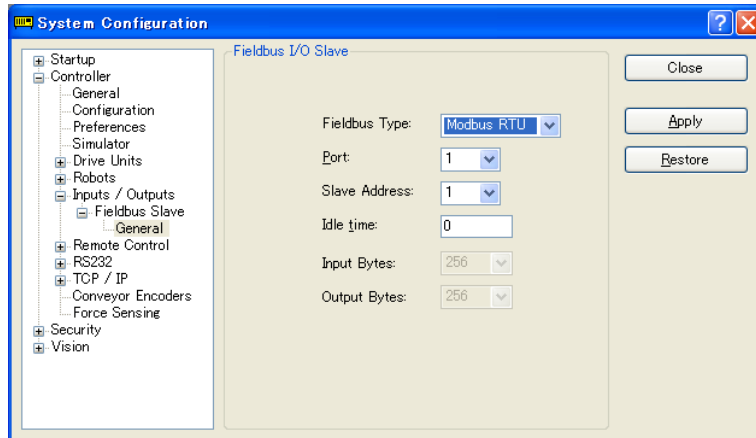 System Configuration
Startup
Controller
General
Configuration
Preferences
Simulator
Drive Units
Robots
Inputs / Outputs
Fieldbus Slave
General
Remote Control
RS232
TCP / IP
Conveyor Encoders
Force Sensing
Security
Vision
Fieldbus I/O Slave
Fieldbus Type: Modbus RTU
Port: 1
Slave Address: 1
Idle time: 0
Input Bytes: 256
Output Bytes: 256
Close
Apply
Restore